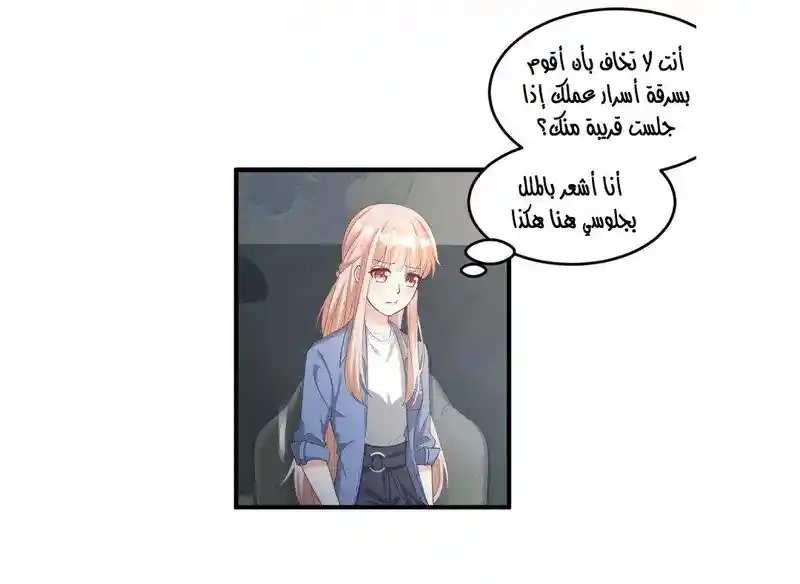 أنت لا تخاف بأن أقوم
بسرقة أسرار عملك إذا
جلست قريبة منك؟
أنا أشعر بالملل
بجلوسي هنا هكذا